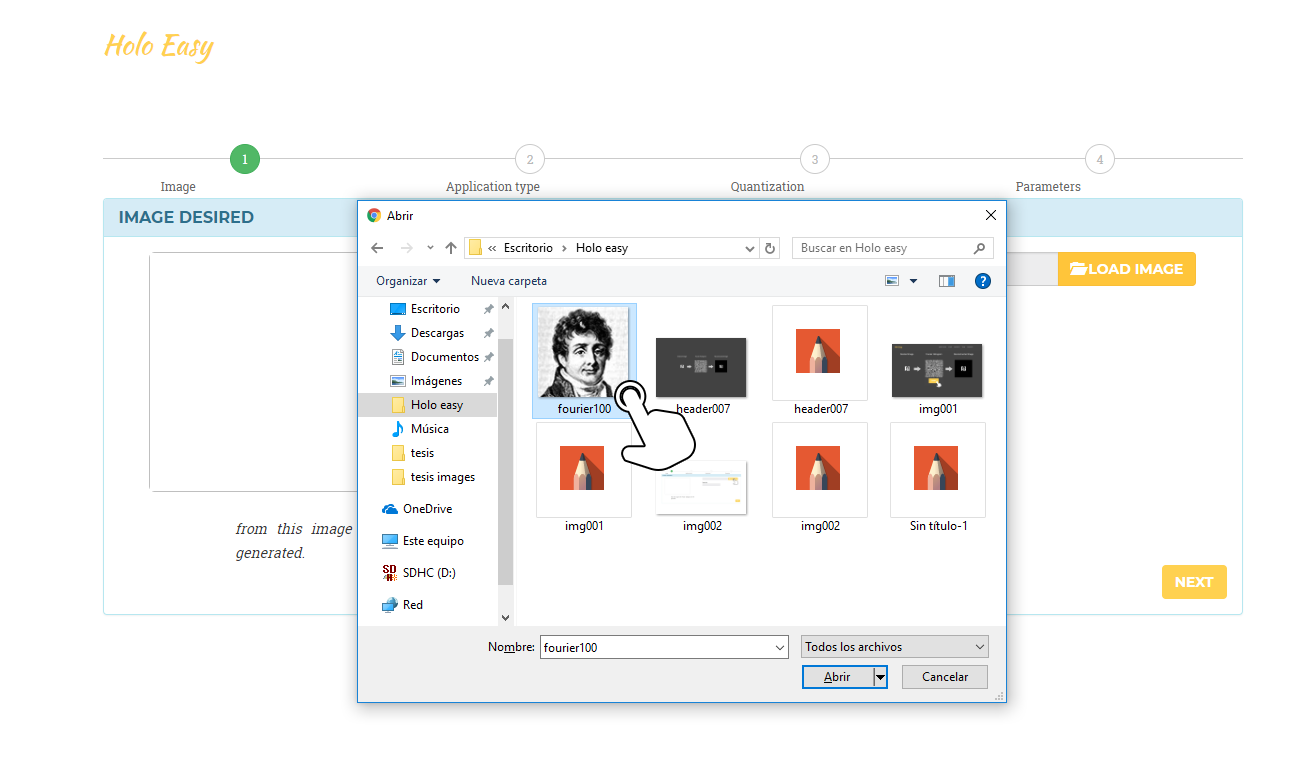 Holo Easy
1
2
3
4
Image
Application type
Quantization
Parameters
IMAGE DESIRED
LOAD IMAGE
from this image
generated.
NEXT
Abrir
« Escritorio › Holo easy
Buscar en Holo easy
Organizar
Nueva carpeta
?
Escritorio
Descargas
Documentos
Imágenes
Holo easy
Música
tesis
tesis images
OneDrive
Este equipo
SD SDHC (D:)
Red
fourier100
header007
header007
img001
img001
img002
img002
Sin título-1
Nombre:
fourier100
Todos los archivos
Abrir
Cancelar